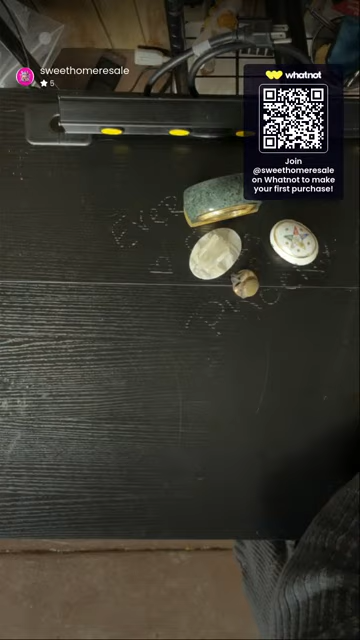 sweethomeresale
5
whatnot
Join
@sweethomeresale
on Whatnot to make
your first purchase!